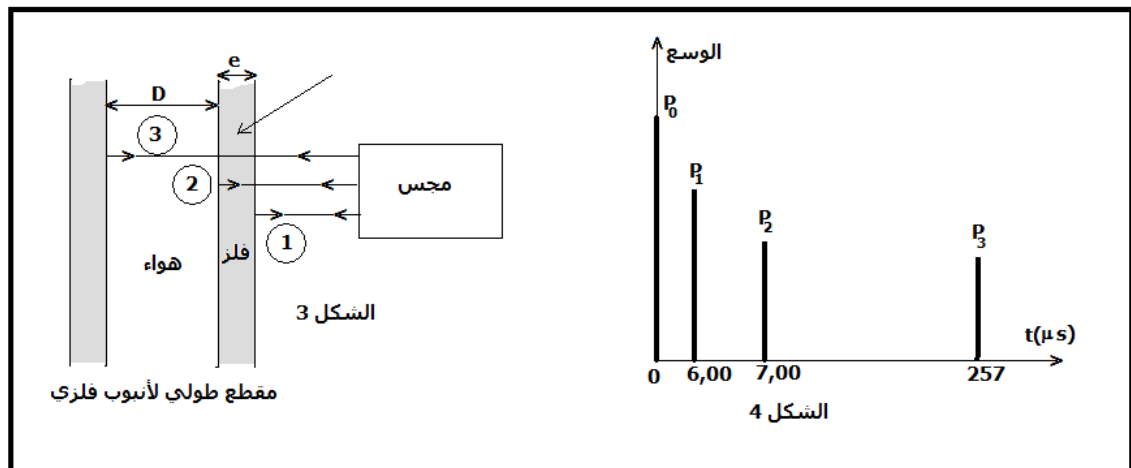 e
D
3
2
1
مجس
فلز
هواء
الشكل 3
مقطع طولي لأنبوب فلزي
الوسع
P0
P1
P2
P3
t(μs)
0
6,00
7,00
257
الشكل 4